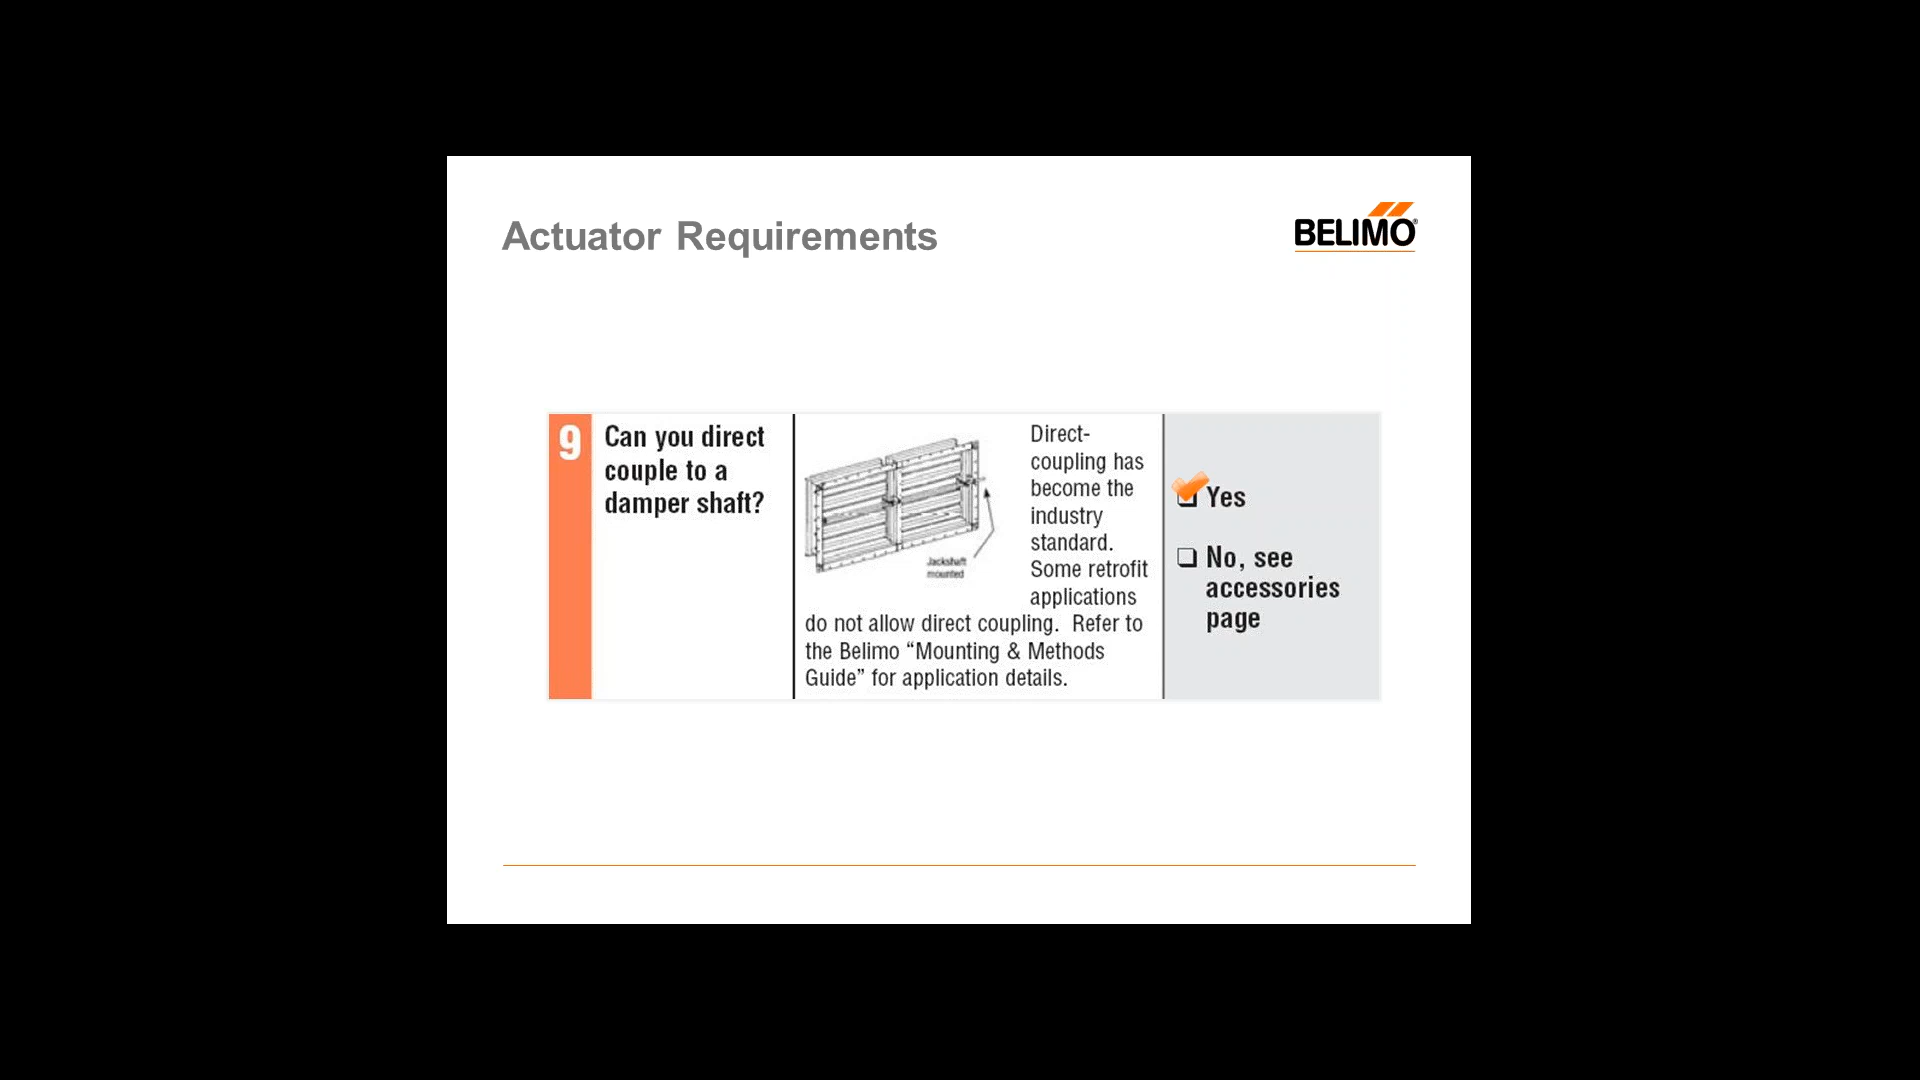 Actuator Requirements
BELIMO®
9
Can you direct
couple to a
damper shaft?
Jackshaft
mounted
Direct-
coupling has
become the
industry
standard.
Some retrofit
applications
do not allow direct coupling. Refer to
the Belimo “Mounting & Methods
Guide” for application details.
Yes
No, see
accessories
page